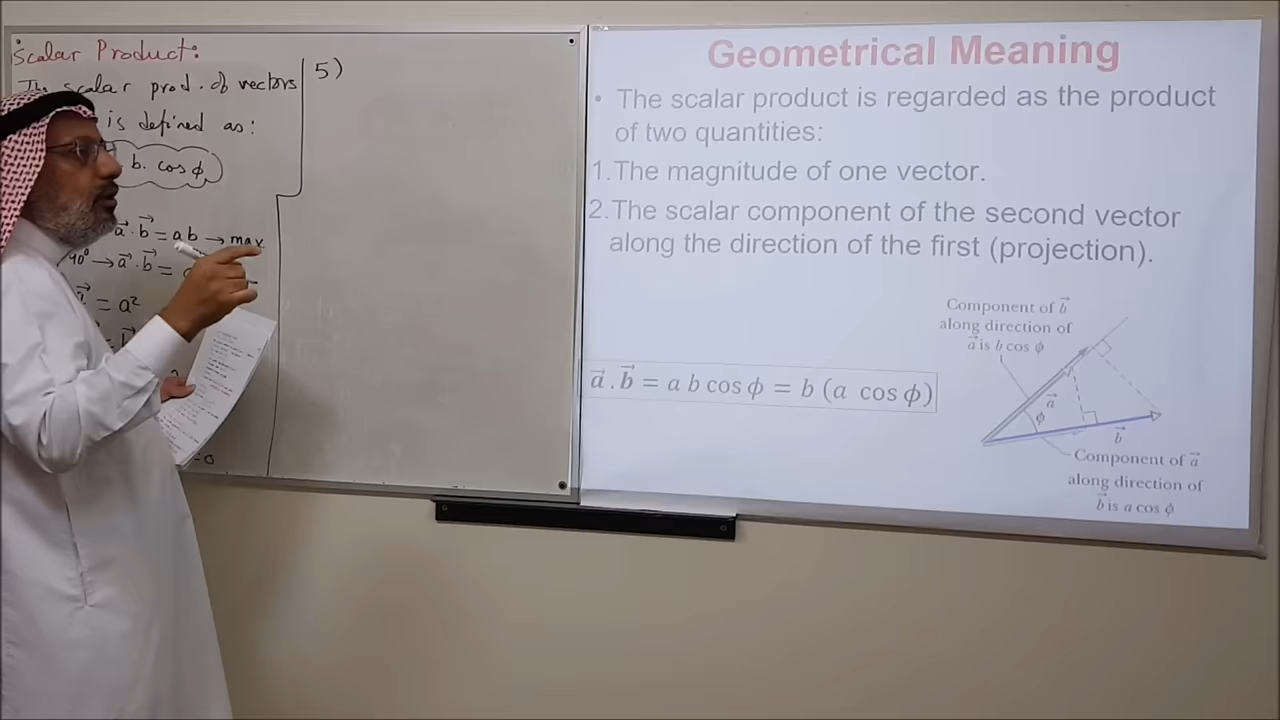 Scalar Product:
The scalar prod. of vectors
is defined as:
b. cos ϕ
a⃗ . b⃗ = ab → max.
90° → a⃗ . b⃗ =
a⃗ = a²
= 0
5)
Geometrical Meaning
• The scalar product is regarded as the product
of two quantities:
1.The magnitude of one vector.
2.The scalar component of the second vector
along the direction of the first (projection).
a⃗ . b⃗ = a b cos ϕ = b (a cos ϕ)
Component of b⃗
along direction of
a⃗ is b cos ϕ
a⃗
ϕ
b⃗
Component of a⃗
along direction of
b⃗ is a cos ϕ